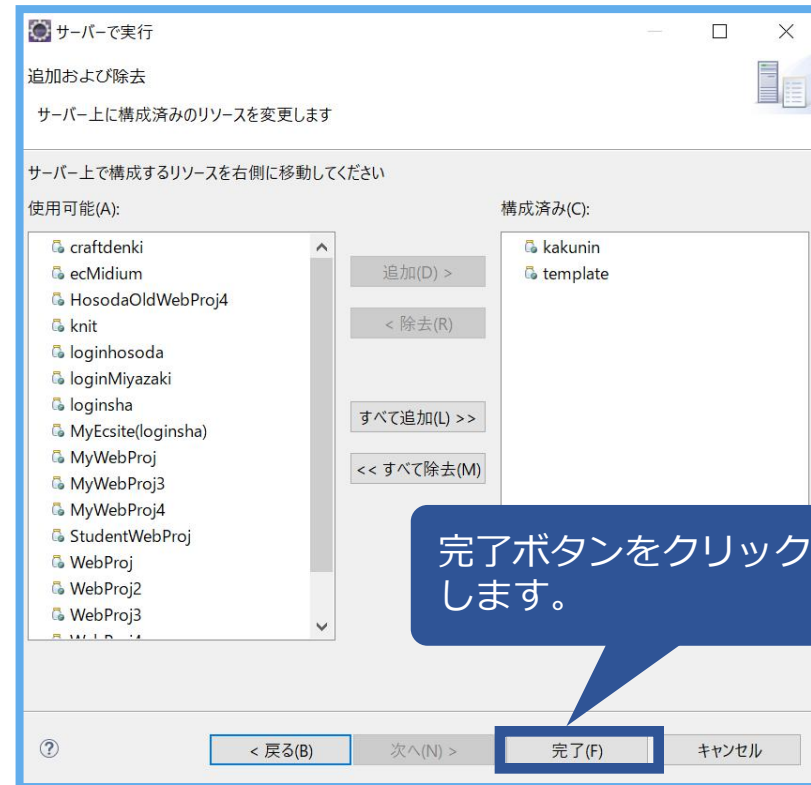 サーバーで実行
追加および除去
サーバー上に構成済みのリソースを変更します
サーバー上で構成するリソースを右側に移動してください
使用可能(A):
構成済み(C):
craftdenki
ecMidium
HosodaOldWebProj4
knit
loginhosoda
loginMiyazaki
loginsha
MyEcsite(loginsha)
MyWebProj
MyWebProj3
MyWebProj4
StudentWebProj
WebProj
WebProj2
WebProj3
追加(D) >
< 除去(R)
すべて追加(L) >>
<< すべて除去(M)
kakunin
template
完了ボタンをクリック
します。
< 戻る(B)
次へ(N) >
完了(F)
キャンセル